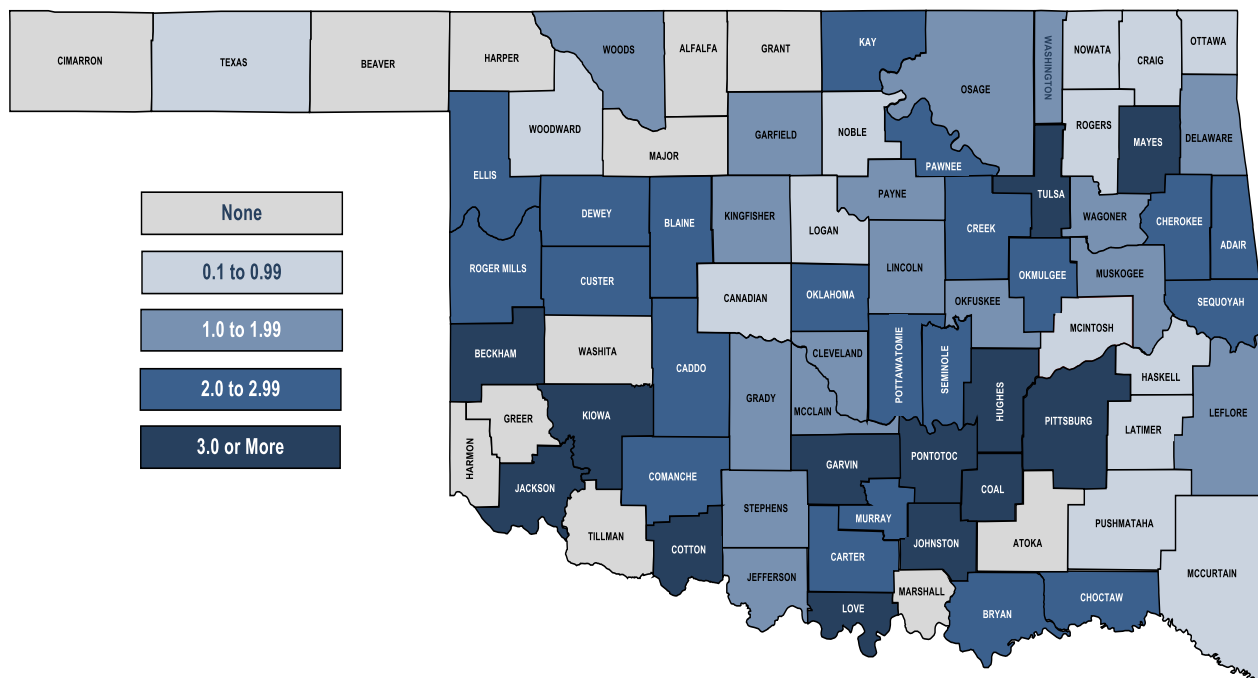 OTTAWA
KAY
WOODS
ALFALFA
GRANT
NOWATA
CRAIG
HARPER
CIMARRON
TEXAS
BEAVER
WASHINGTON
OSAGE
ROGERS
WOODWARD
GARFIELD
NOBLE
MAYES
DELAWARE
MAJOR
PAWNEE
ELLIS
PAYNE
TULSA
None
DEWEY
BLAINE
KINGFISHER
LOGAN
CREEK
WAGONER
CHEROKEE
ADAIR
0.1 to 0.99
ROGER MILLS
CUSTER
LINCOLN
OKMULGEE
MUSKOGEE
CANADIAN
OKLAHOMA
OKFUSKEE
SEQUOYAH
1.0 to 1.99
MCINTOSH
BECKHAM
WASHITA
CLEVELAND
POTTAWATOMIE
SEMINOLE
CADDO
HASKELL
2.0 to 2.99
GRADY
HUGHES
KIOWA
MCCLAIN
LEFLORE
GREER
PITTSBURG
LATIMER
3.0 or More
HARMON
PONTOTOC
GARVIN
COMANCHE
JACKSON
COAL
STEPHENS
MURRAY
PUSHMATAHA
TILLMAN
JOHNSTON
ATOKA
COTTON
CARTER
JEFFERSON
MCCURTAIN
MARSHALL
CHOCTAW
LOVE
BRYAN